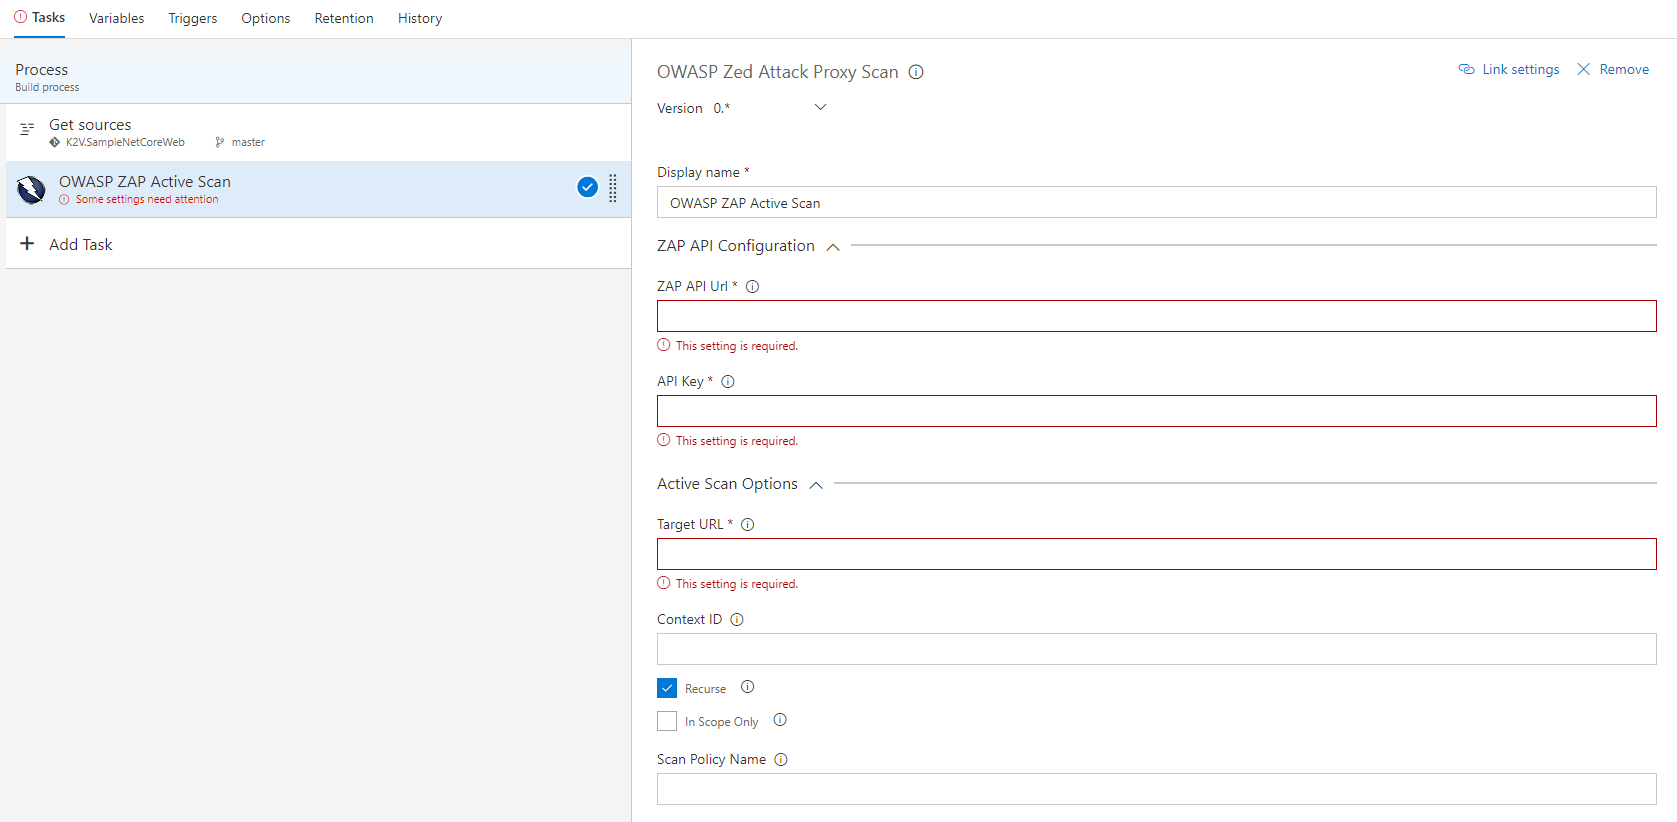 Tasks Variables Triggers Options Retention History
Process
Build process
Get sources
K2V.SampleNetCoreWeb master
OWASP ZAP Active Scan
Some settings need attention
Add Task
OWASP Zed Attack Proxy Scan
Link settings Remove
Version 0.*
Display name *
OWASP ZAP Active Scan
ZAP API Configuration
ZAP API Url *
This setting is required.
API Key *
This setting is required.
Active Scan Options
Target URL *
This setting is required.
Context ID
Recurse
In Scope Only
Scan Policy Name